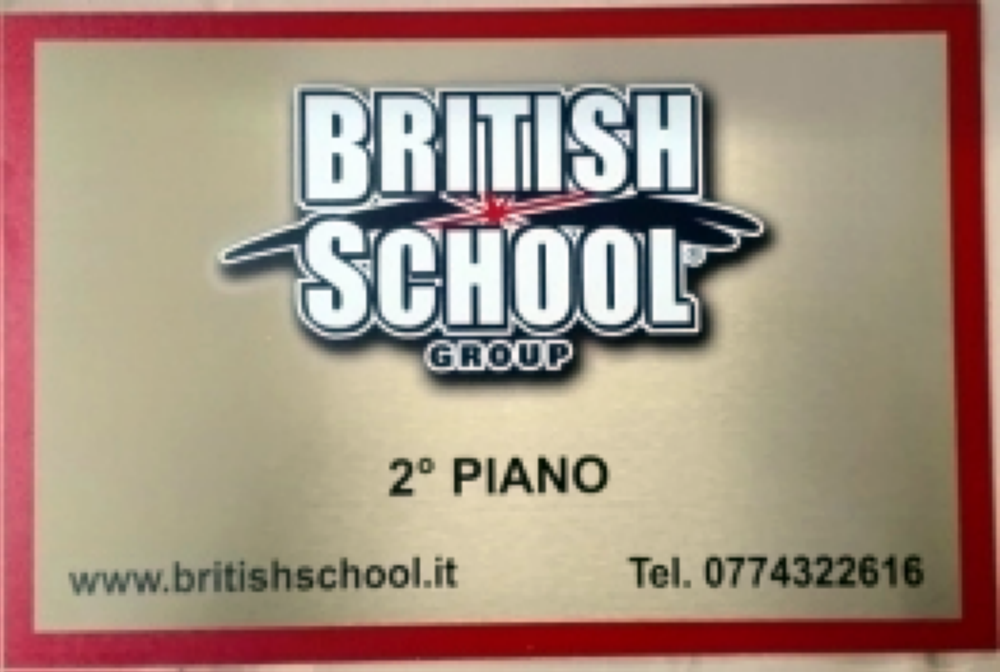 BRITISH
SCHOOL®
GROUP
2° PIANO
www.britishschool.it Tel. 0774322616